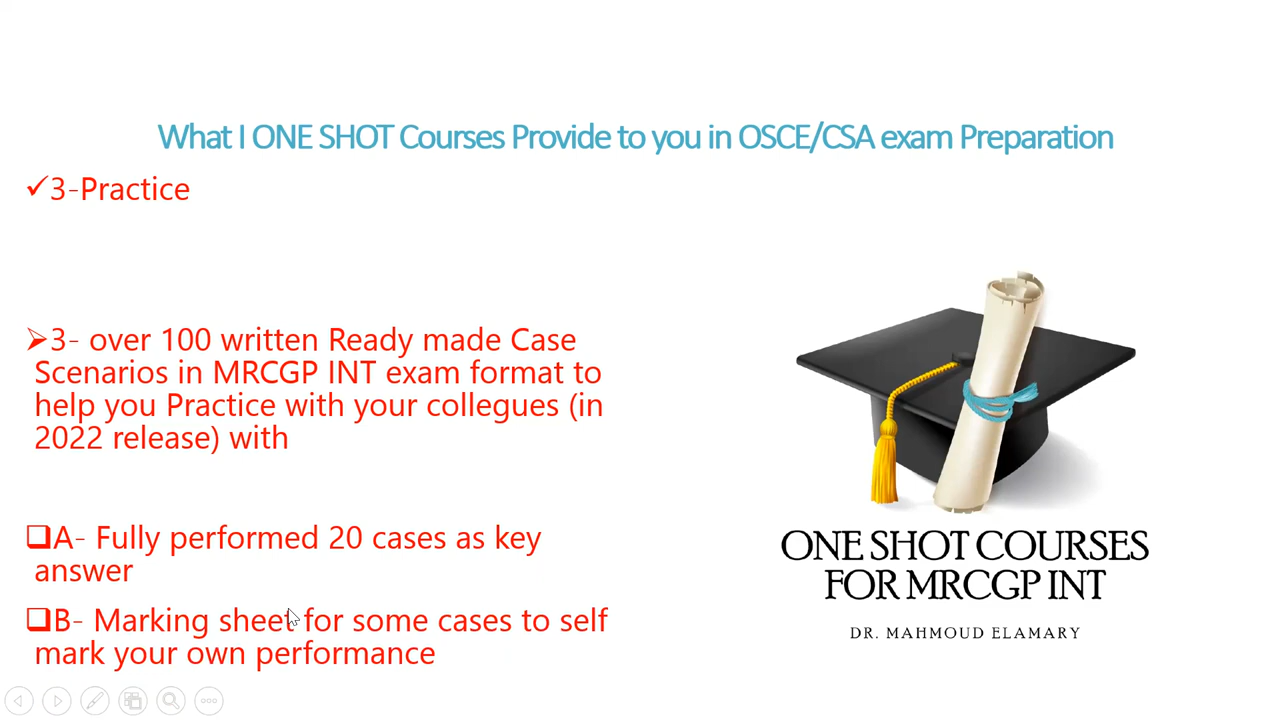 What I ONE SHOT Courses Provide to you in OSCE/CSA exam Preparation
✓3-Practice
➢3- over 100 written Ready made Case
Scenarios in MRCGP INT exam format to
help you Practice with your collegues (in
2022 release) with
❑A- Fully performed 20 cases as key
answer
❑B- Marking sheet for some cases to self
mark your own performance
ONE SHOT COURSES
FOR MRCGP INT
DR. MAHMOUD ELAMARY